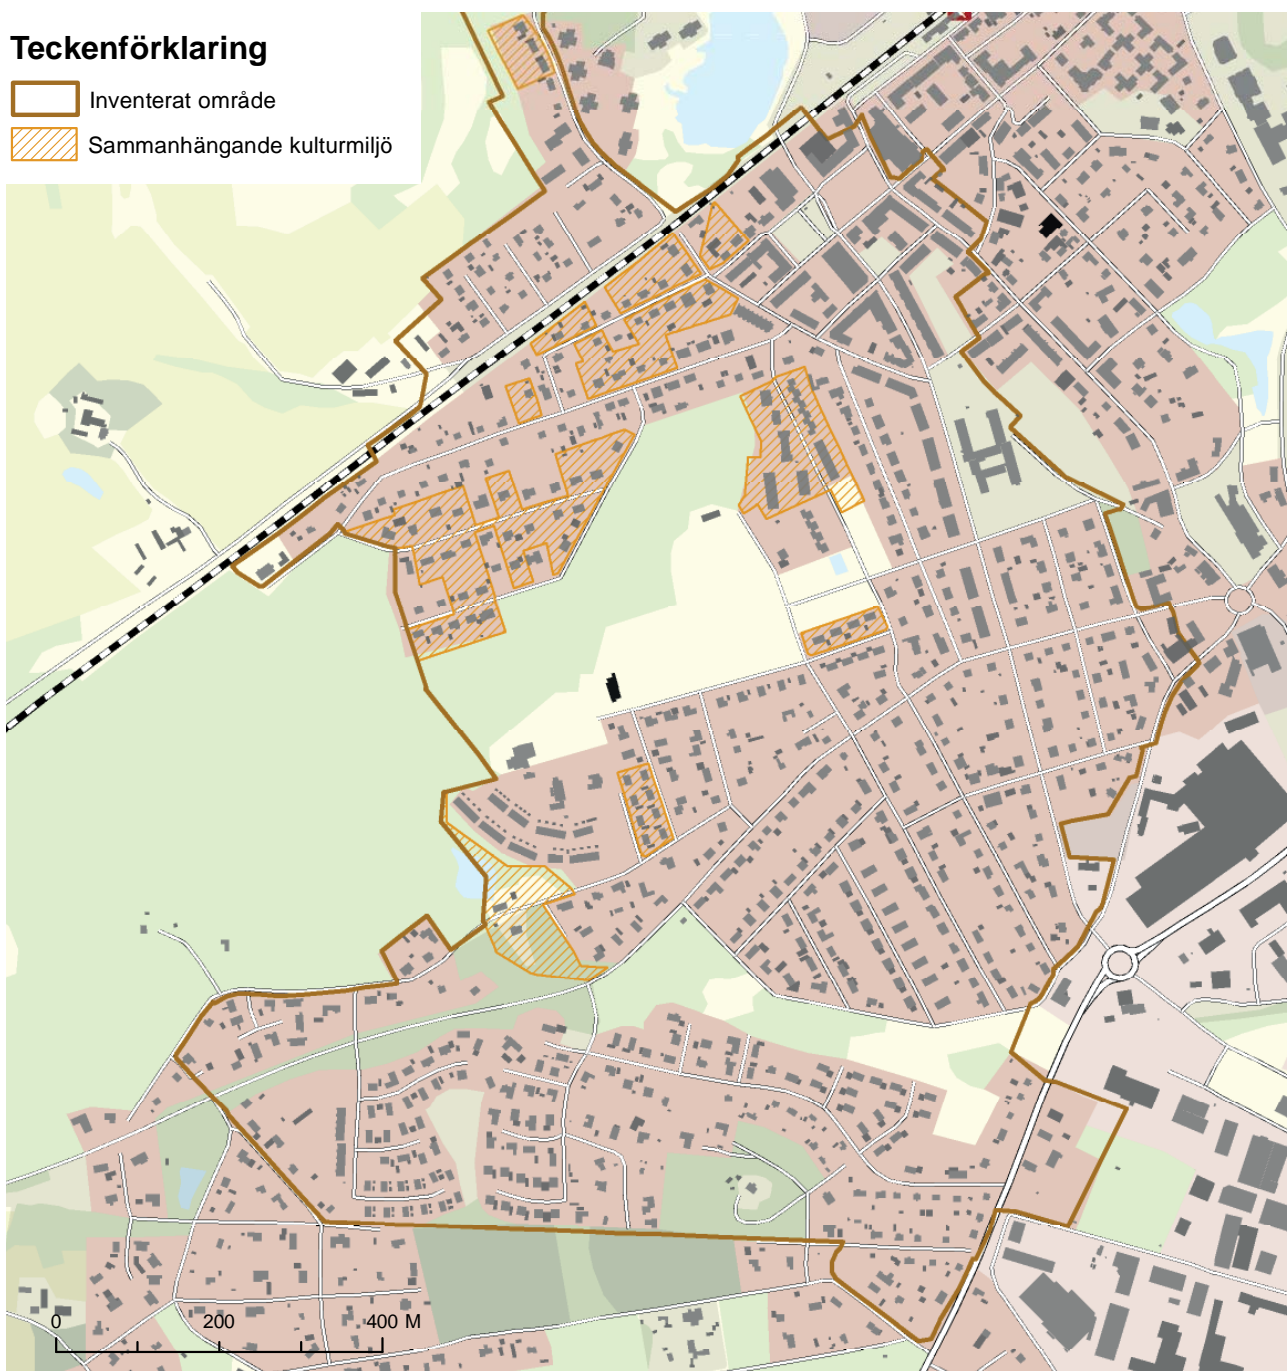 Teckenförklaring
Inventerat område
Sammanhängande kulturmiljö
0 200 400 M